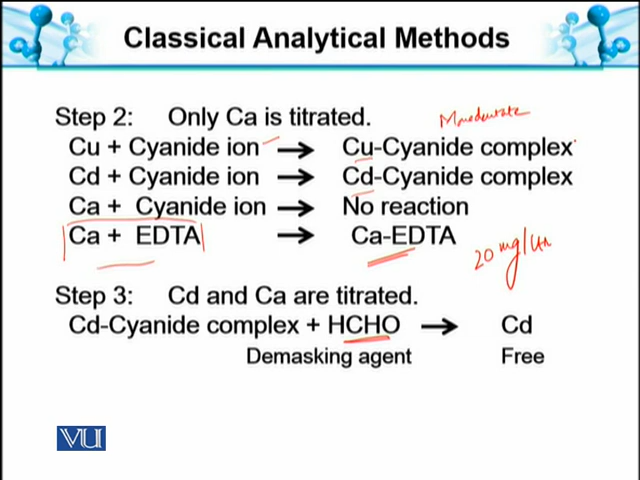 Classical Analytical Methods
Step 2: Only Ca is titrated.
Cu + Cyanide ion → Cu-Cyanide complex
Cd + Cyanide ion → Cd-Cyanide complex
Ca + Cyanide ion → No reaction
Ca + EDTA → Ca-EDTA
20 mg/
Step 3: Cd and Ca are titrated.
Cd-Cyanide complex + HCHO → Cd
Demasking agent Free
VU